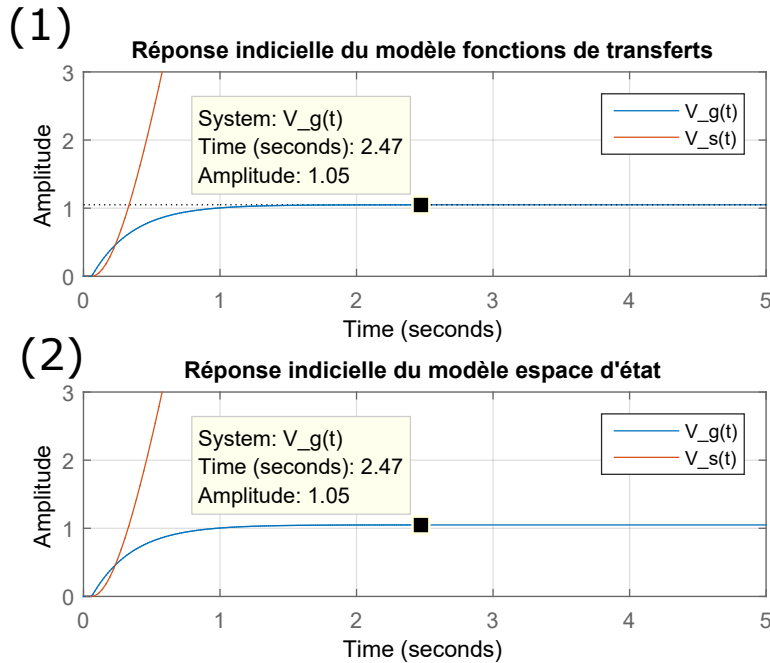 (1)
Réponse indicielle du modèle fonctions de transferts
3
2
1
0
Amplitude
System: V_g(t)
Time (seconds): 2.47
Amplitude: 1.05
V_g(t)
V_s(t)
0 1 2 3 4 5
Time (seconds)
(2)
Réponse indicielle du modèle espace d'état
3
2
1
0
Amplitude
System: V_g(t)
Time (seconds): 2.47
Amplitude: 1.05
V_g(t)
V_s(t)
0 1 2 3 4 5
Time (seconds)